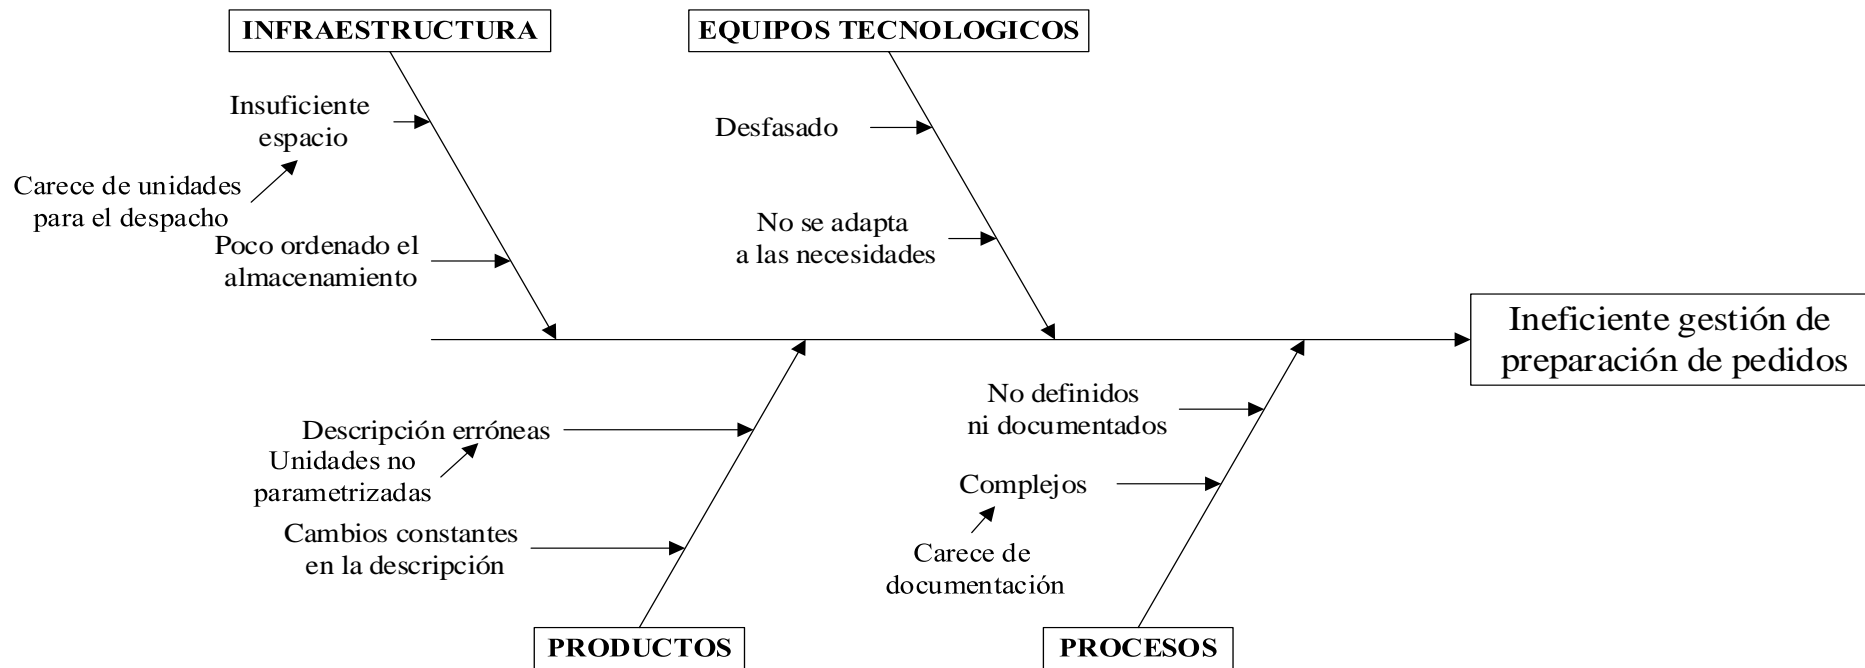 INFRAESTRUCTURA
EQUIPOS TECNOLOGICOS
Insuficiente
espacio
Carece de unidades
para el despacho
Poco ordenado el
almacenamiento
Desfasado
No se adapta
a las necesidades
Ineficiente gestión de
preparación de pedidos
Descripción erróneas
Unidades no
parametrizadas
Cambios constantes
en la descripción
No definidos
ni documentados
Complejos
Carece de
documentación
PRODUCTOS
PROCESOS